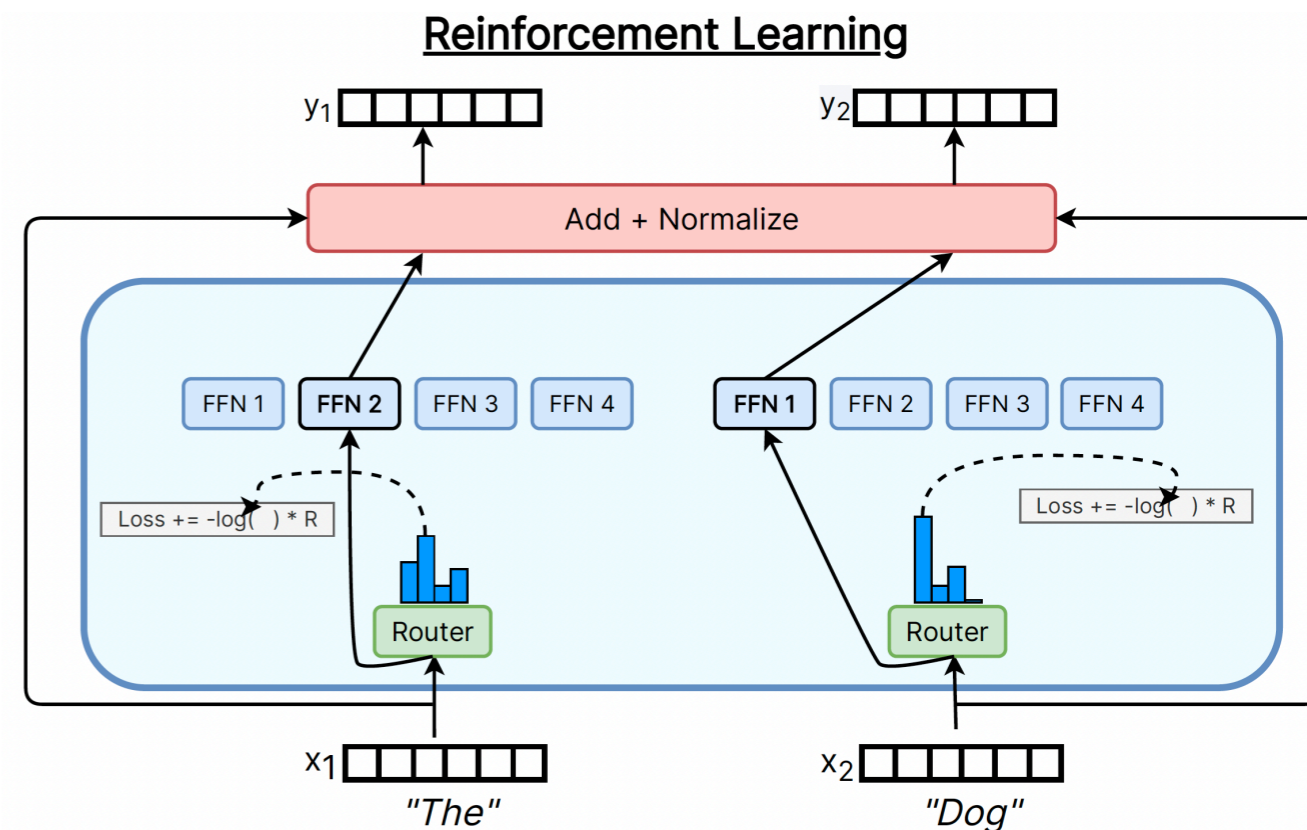 Reinforcement Learning
y₁
y₂
Add + Normalize
FFN 1 FFN 2 FFN 3 FFN 4
FFN 1 FFN 2 FFN 3 FFN 4
Loss += -log( ) * R
Loss += -log( ) * R
Router
Router
x₁
x₂
"The"
"Dog"